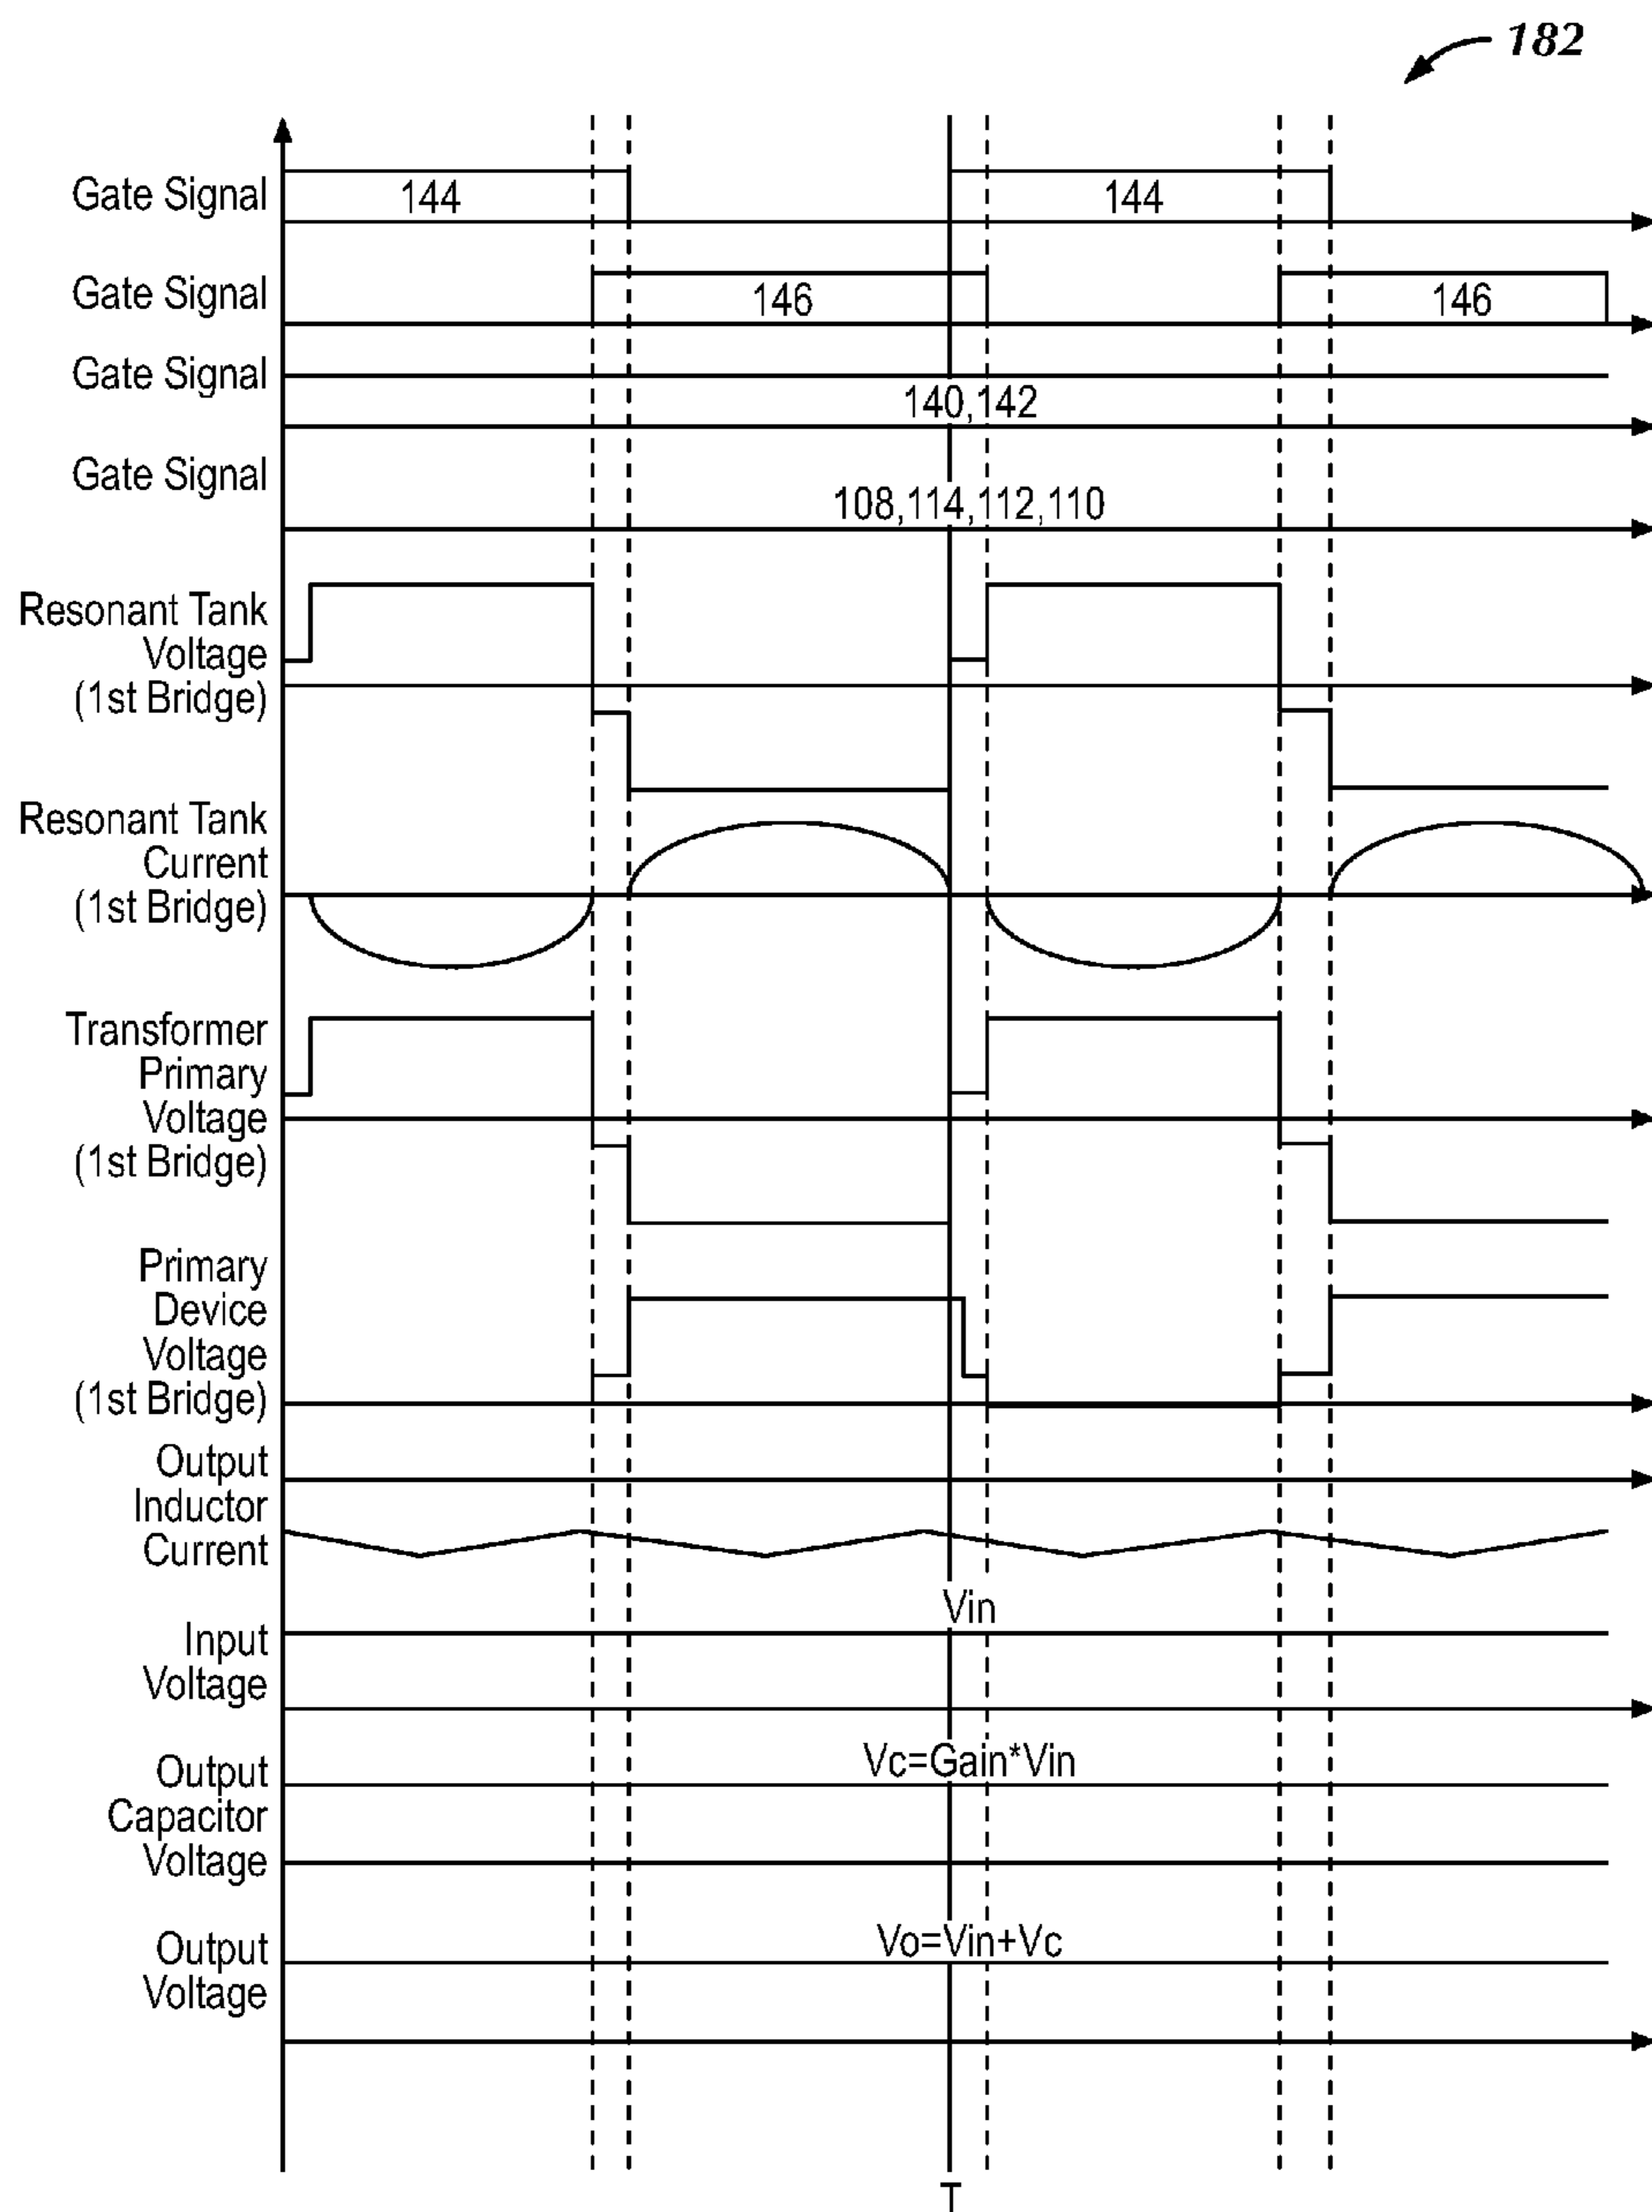 182
Gate Signal
144
144
Gate Signal
146
146
Gate Signal
140,142
Gate Signal
108,114,112,110
Resonant Tank
Voltage
(1st Bridge)
Resonant Tank
Current
(1st Bridge)
Transformer
Primary
Voltage
(1st Bridge)
Primary
Device
Voltage
(1st Bridge)
Output
Inductor
Current
Vin
Input
Voltage
Vc=Gain*Vin
Output
Capacitor
Voltage
Vo=Vin+Vc
Output
Voltage
T